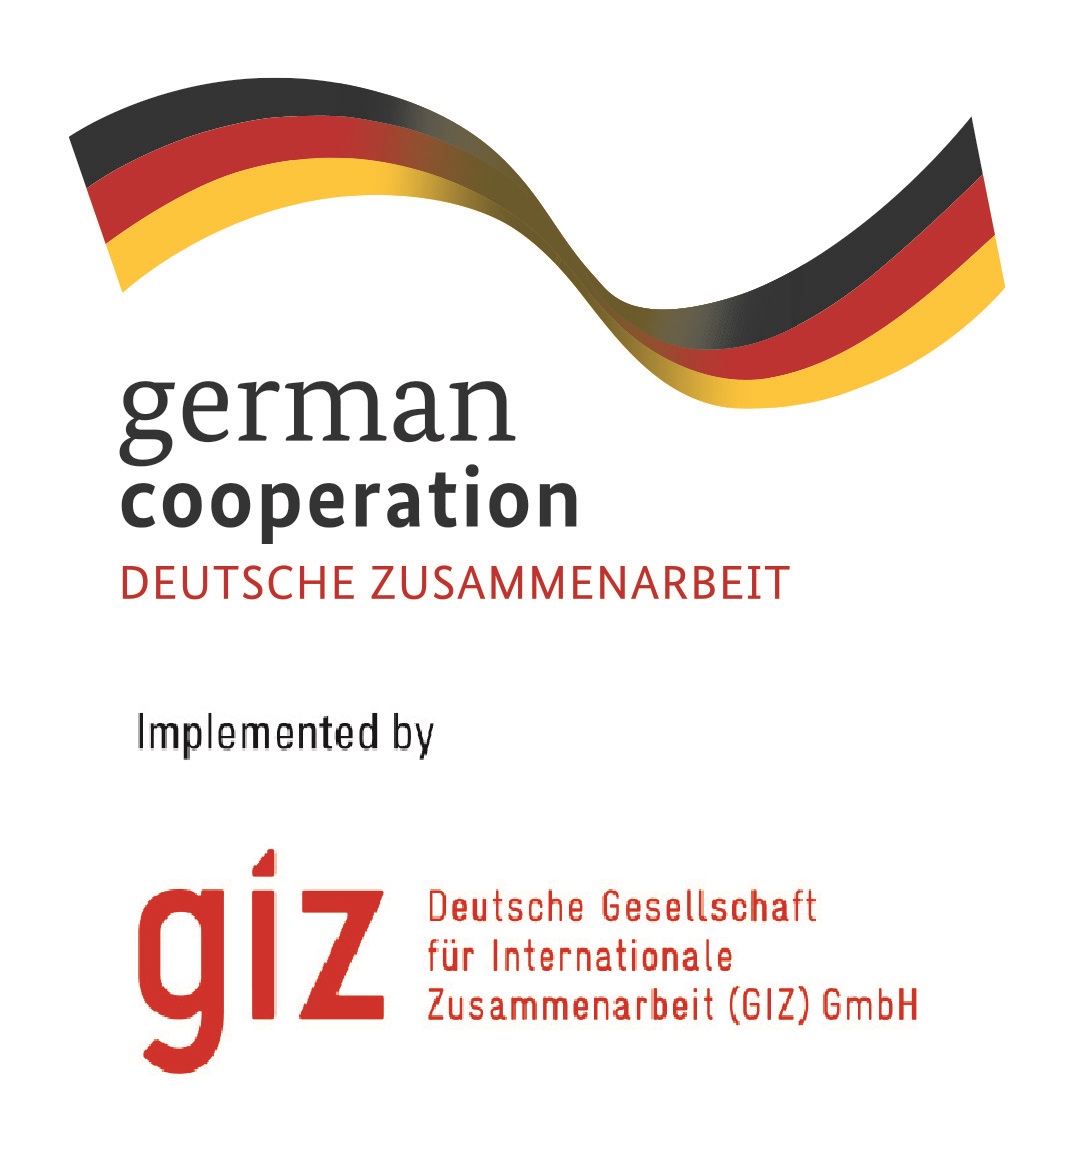 german
cooperation
DEUTSCHE ZUSAMMENARBEIT
Implemented by
giz
Deutsche Gesellschaft
für Internationale
Zusammenarbeit (GIZ) GmbH